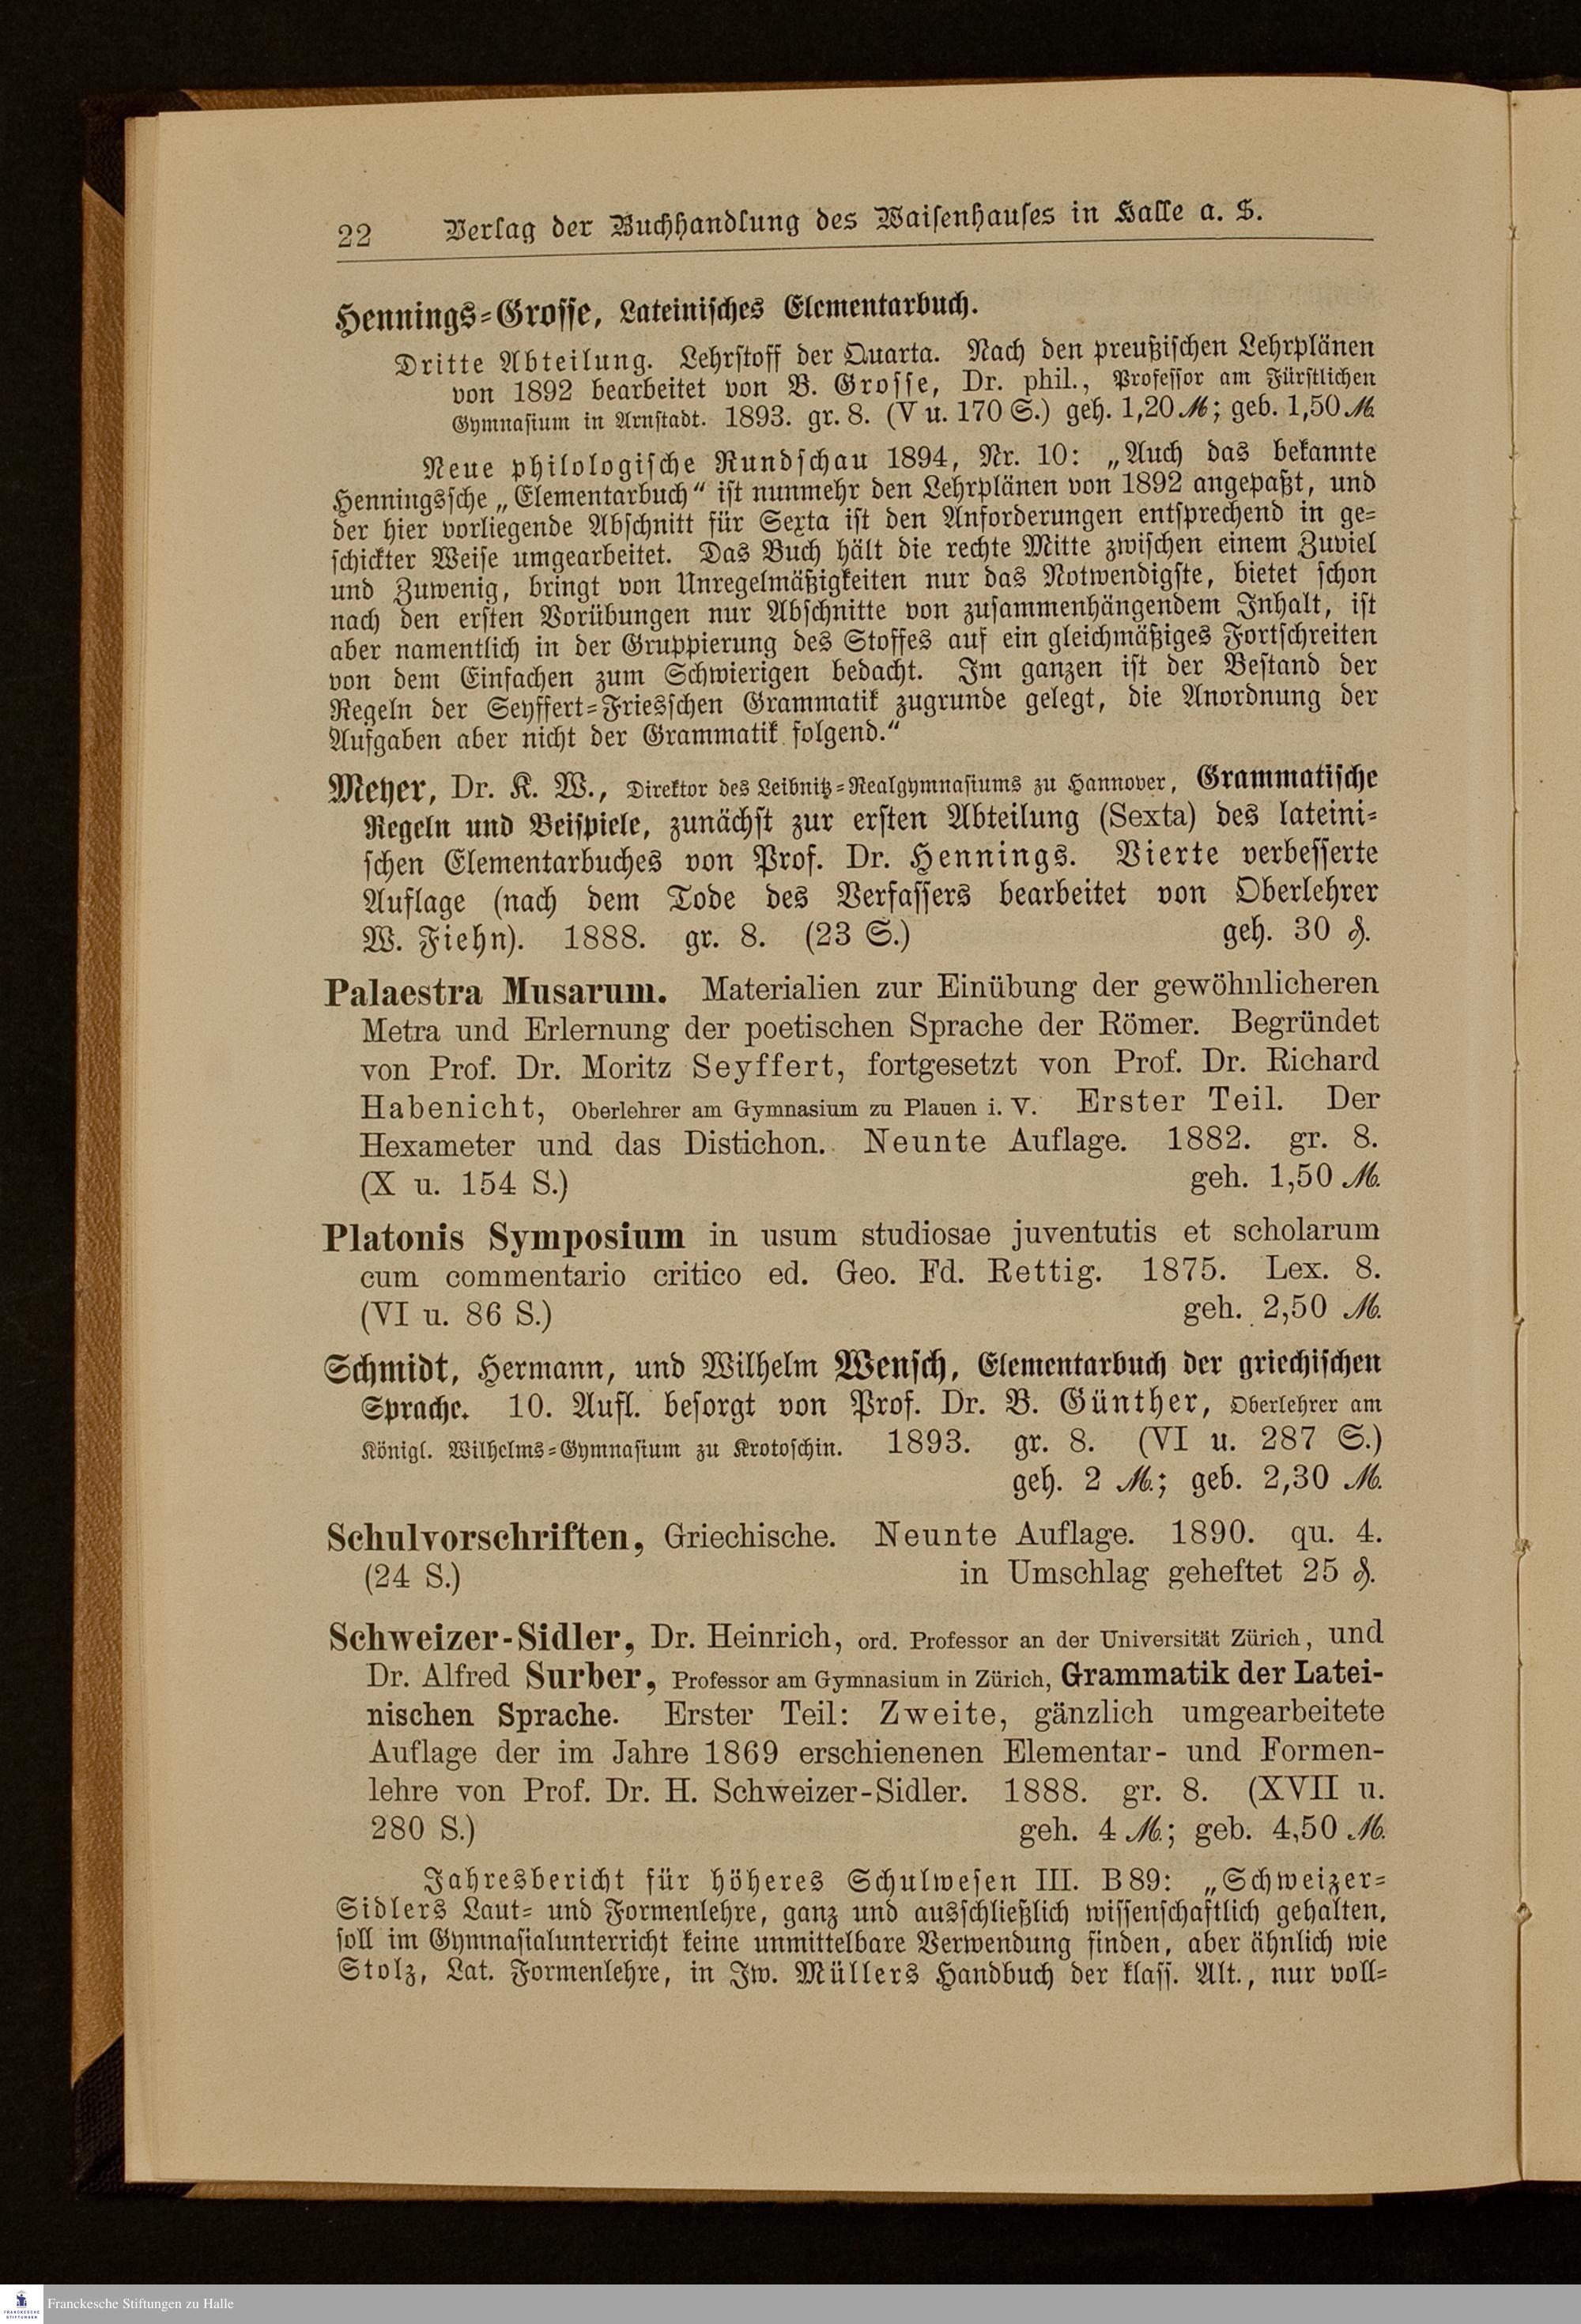 22 Verlag der Buchhandlung des Waisenhauses in Halle a. S.
Hennings-Grosse, Lateinisches Elementarbuch.
Dritte Abteilung. Lehrstoff der Quarta. Nach den preußischen Lehrplänen
von 1892 bearbeitet von B. Grosse, Dr. phil., Professor am Fürstlichen
Gymnasium in Arnstadt. 1893. gr. 8. (V u. 170 S.) geh. 1,20 M; geb. 1,50 M.
Neue philologische Rundschau 1894, Nr. 10: „Auch das bekannte
Henningssche „Elementarbuch“ ist nunmehr den Lehrplänen von 1892 angepaßt, und
der hier vorliegende Abschnitt für Sexta ist den Anforderungen entsprechend in ge-
schickter Weise umgearbeitet. Das Buch hält die rechte Mitte zwischen einem Zuviel
und Zuwenig, bringt von Unregelmäßigkeiten nur das Notwendigste, bietet schon
nach den ersten Vorübungen nur Abschnitte von zusammenhängendem Inhalt, ist
aber namentlich in der Gruppierung des Stoffes auf ein gleichmäßiges Fortschreiten
von dem Einfachen zum Schwierigen bedacht. Im ganzen ist der Bestand der
Regeln der Seyffert-Friesschen Grammatik zugrunde gelegt, die Anordnung der
Aufgaben aber nicht der Grammatik folgend.“
Meyer, Dr. K. W., Direktor des Leibnitz-Realgymnasiums zu Hannover, Grammatische
Regeln und Beispiele, zunächst zur ersten Abteilung (Sexta) des lateini-
schen Elementarbuches von Prof. Dr. Hennings. Vierte verbesserte
Auflage (nach dem Tode des Verfassers bearbeitet von Oberlehrer
W. Fiehn). 1888. gr. 8. (23 S.) geh. 30 ₰.
Palaestra Musarum. Materialien zur Einübung der gewöhnlicheren
Metra und Erlernung der poetischen Sprache der Römer. Begründet
von Prof. Dr. Moritz Seyffert, fortgesetzt von Prof. Dr. Richard
Habenicht, Oberlehrer am Gymnasium zu Plauen i. V. Erster Teil. Der
Hexameter und das Distichon. Neunte Auflage. 1882. gr. 8.
(X u. 154 S.) geh. 1,50 M.
Platonis Symposium in usum studiosae juventutis et scholarum
cum commentario critico ed. Geo. Fd. Rettig. 1875. Lex. 8.
(VI u. 86 S.) geh. 2,50 M.
Schmidt, Hermann, und Wilhelm Wensch, Elementarbuch der griechischen
Sprache. 10. Aufl. besorgt von Prof. Dr. B. Günther, Oberlehrer am
Königl. Wilhelms-Gymnasium zu Krotoschin. 1893. gr. 8. (VI u. 287 S.)
geh. 2 M.; geb. 2,30 M.
Schulvorschriften, Griechische. Neunte Auflage. 1890. qu. 4.
(24 S.) in Umschlag geheftet 25 ₰.
Schweizer-Sidler, Dr. Heinrich, ord. Professor an der Universität Zürich, und
Dr. Alfred Surber, Professor am Gymnasium in Zürich, Grammatik der Latei-
nischen Sprache. Erster Teil: Zweite, gänzlich umgearbeitete
Auflage der im Jahre 1869 erschienenen Elementar- und Formen-
lehre von Prof. Dr. H. Schweizer-Sidler. 1888. gr. 8. (XVII u.
280 S.) geh. 4 M.; geb. 4,50 M.
Jahresbericht für höheres Schulwesen III. B 89: „Schweizer-
Sidlers Laut- und Formenlehre, ganz und ausschließlich wissenschaftlich gehalten,
soll im Gymnasialunterricht keine unmittelbare Verwendung finden, aber ähnlich wie
Stolz, Lat. Formenlehre, in Iw. Müllers Handbuch der klass. Alt., nur voll-
FRANCKESCHE
STIFTUNGEN
Franckesche Stiftungen zu Halle